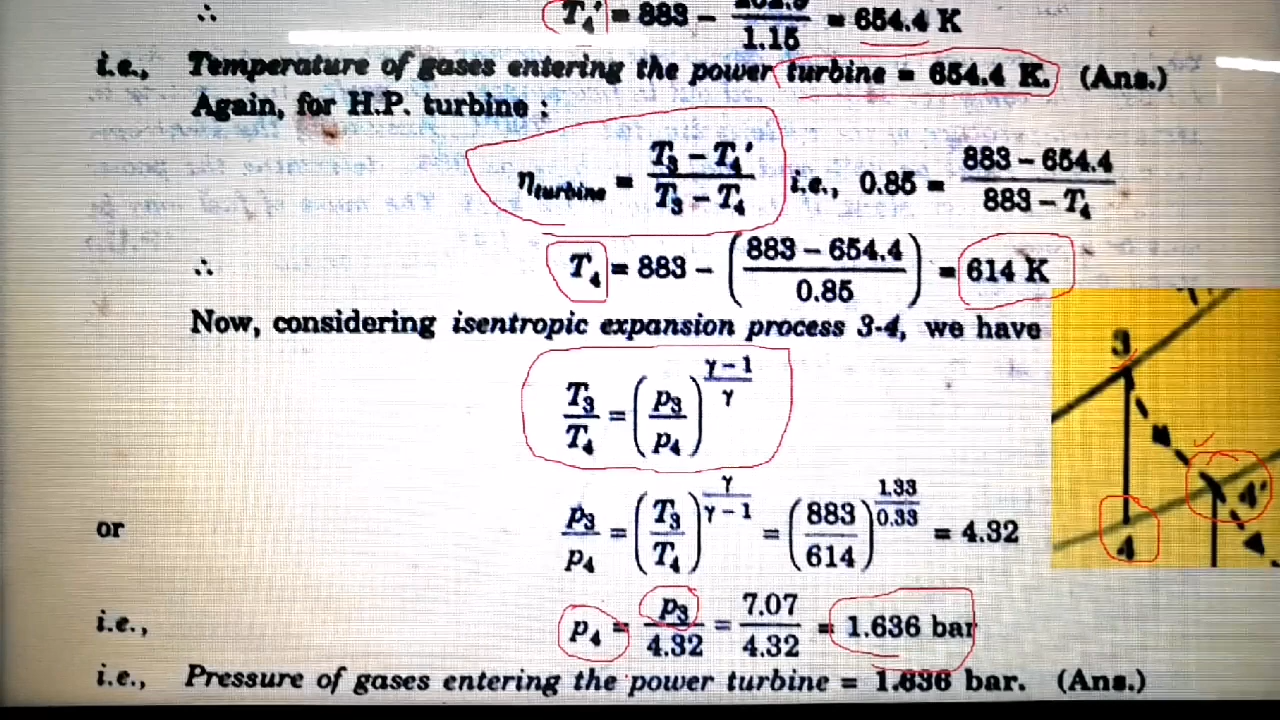 ∴ T₄' = 883 − /1.15 = 654.4 K
i.e., Temperature of gases entering the power turbine = 654.4 K. (Ans.)
Again, for H.P. turbine :
η_turbine = (T₃ − T₄')/(T₃ − T₄) i.e., 0.85 = (883 − 654.4)/(883 − T₄)
∴ T₄ = 883 − ((883 − 654.4)/0.85) = 614 K
Now, considering isentropic expansion process 3-4, we have
T₃/T₄ = (p₃/p₄)^((γ − 1)/γ)
or p₃/p₄ = (T₃/T₄)^(γ/(γ − 1)) = (883/614)^(1.33/0.33) = 4.32
i.e., p₄ = p₃/4.32 = 7.07/4.32 = 1.636 bar
i.e., Pressure of gases entering the power turbine = 1.636 bar. (Ans.)
3
4'
4